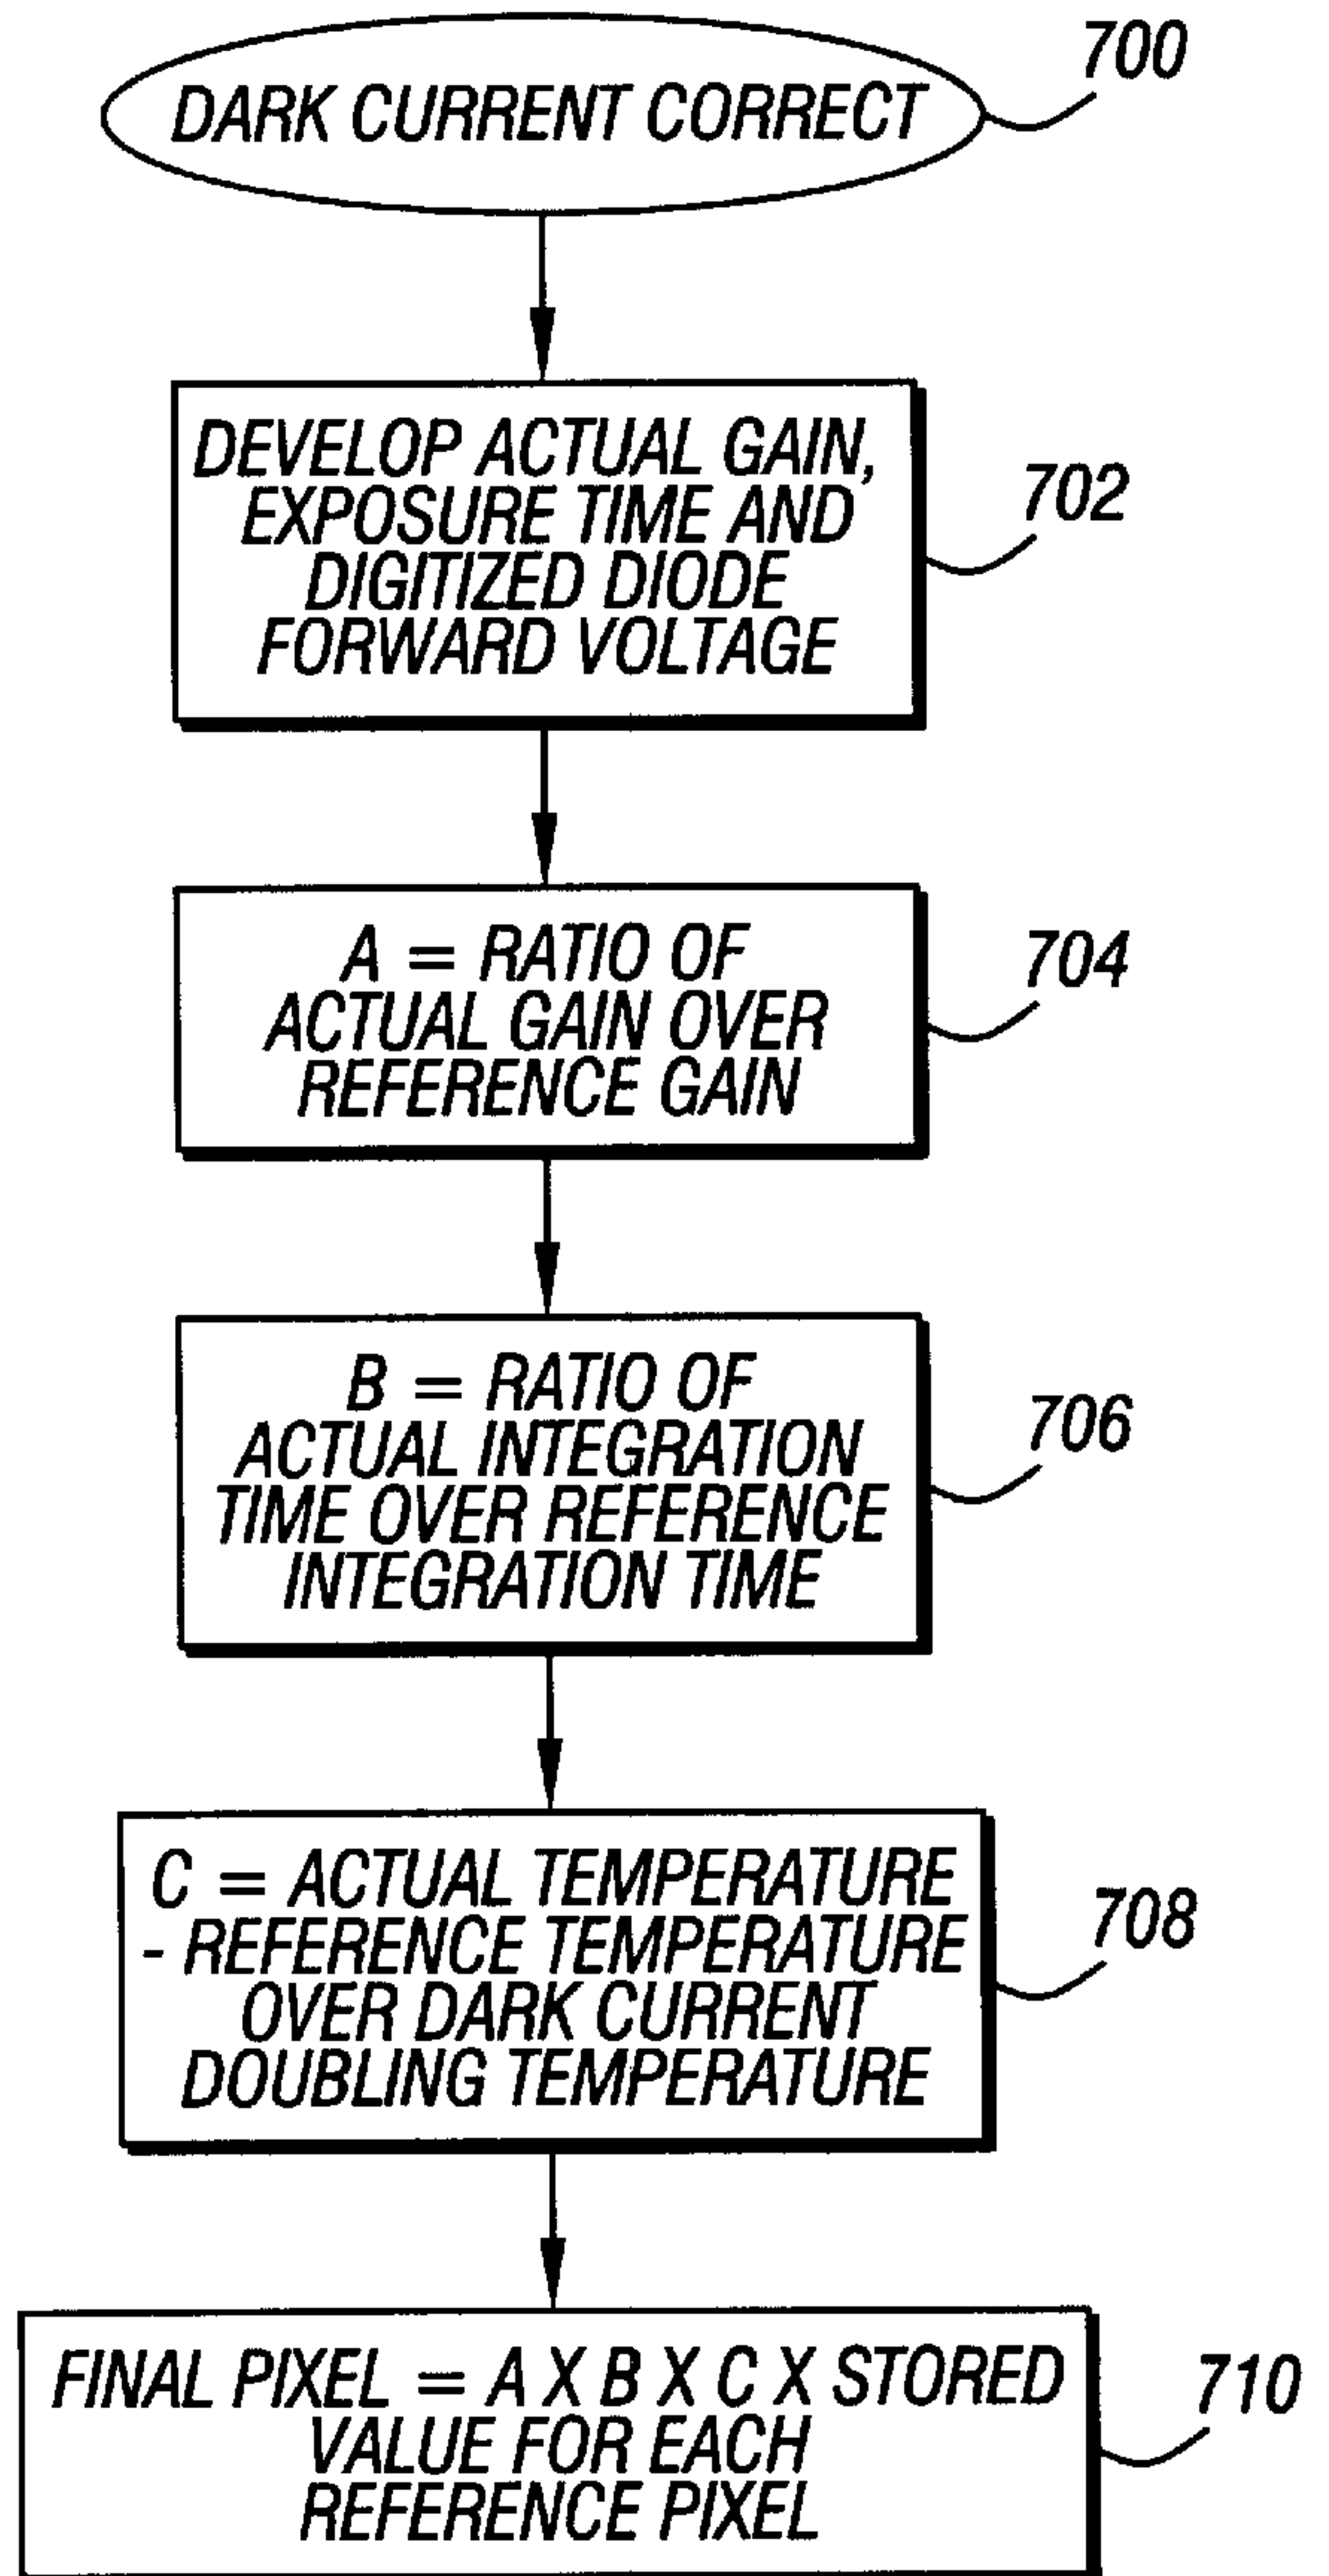 DARK CURRENT CORRECT
700
DEVELOP ACTUAL GAIN,
EXPOSURE TIME AND
DIGITIZED DIODE
FORWARD VOLTAGE
702
A = RATIO OF
ACTUAL GAIN OVER
REFERENCE GAIN
704
B = RATIO OF
ACTUAL INTEGRATION
TIME OVER REFERENCE
INTEGRATION TIME
706
C = ACTUAL TEMPERATURE
- REFERENCE TEMPERATURE
OVER DARK CURRENT
DOUBLING TEMPERATURE
708
FINAL PIXEL = A X B X C X STORED
VALUE FOR EACH
REFERENCE PIXEL
710